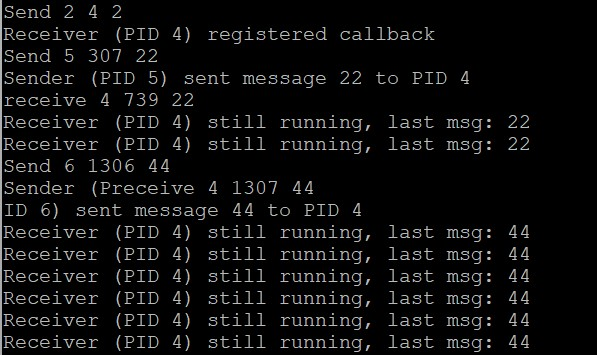 Send 2 4 2
Receiver (PID 4) registered callback
Send 5 307 22
Sender (PID 5) sent message 22 to PID 4
receive 4 739 22
Receiver (PID 4) still running, last msg: 22
Receiver (PID 4) still running, last msg: 22
Send 6 1306 44
Sender (Preceive 4 1307 44
ID 6) sent message 44 to PID 4
Receiver (PID 4) still running, last msg: 44
Receiver (PID 4) still running, last msg: 44
Receiver (PID 4) still running, last msg: 44
Receiver (PID 4) still running, last msg: 44
Receiver (PID 4) still running, last msg: 44
Receiver (PID 4) still running, last msg: 44